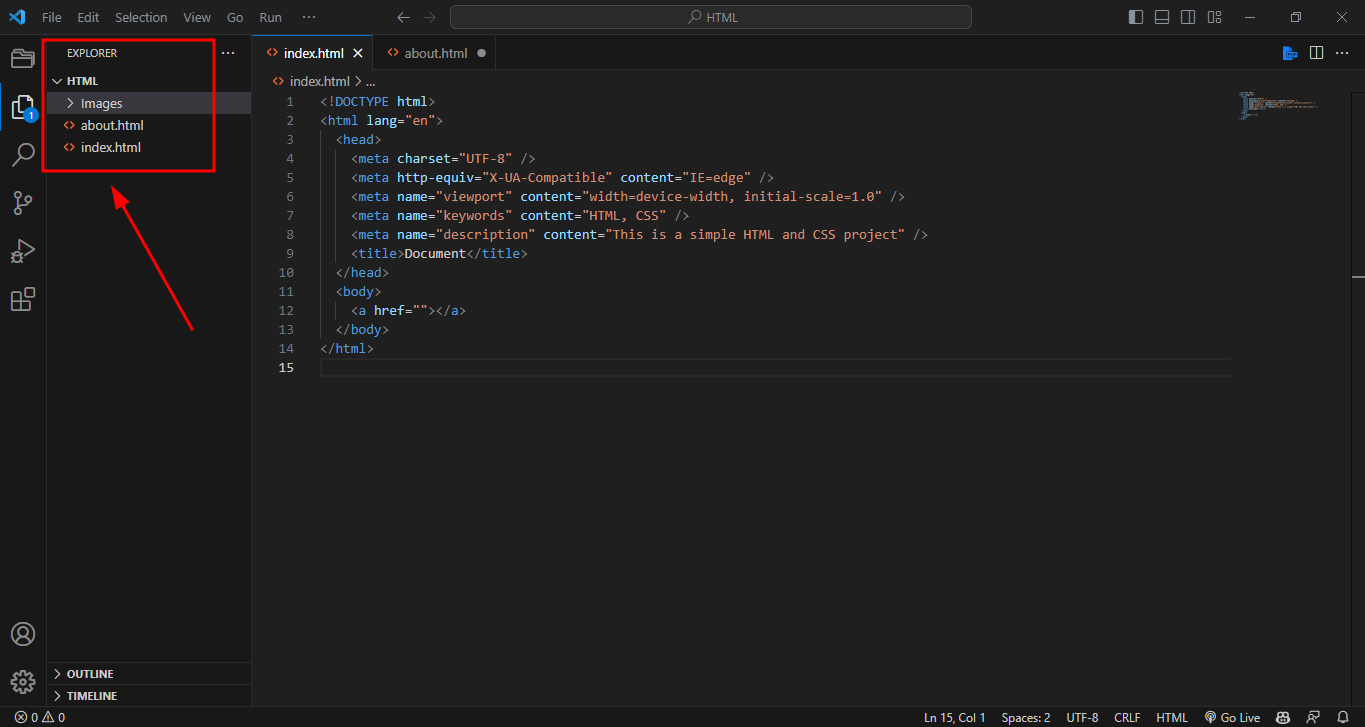 File Edit Selection View Go Run ···
HTML
EXPLORER ···
HTML
Images
about.html
index.html
1
OUTLINE
TIMELINE
index.html about.html
index.html > ...
1 <!DOCTYPE html>
2 <html lang="en">
3 <head>
4 <meta charset="UTF-8" />
5 <meta http-equiv="X-UA-Compatible" content="IE=edge" />
6 <meta name="viewport" content="width=device-width, initial-scale=1.0" />
7 <meta name="keywords" content="HTML, CSS" />
8 <meta name="description" content="This is a simple HTML and CSS project" />
9 <title>Document</title>
10 </head>
11 <body>
12 <a href=""></a>
13 </body>
14 </html>
15
0 0 Ln 15, Col 1 Spaces: 2 UTF-8 CRLF HTML Go Live